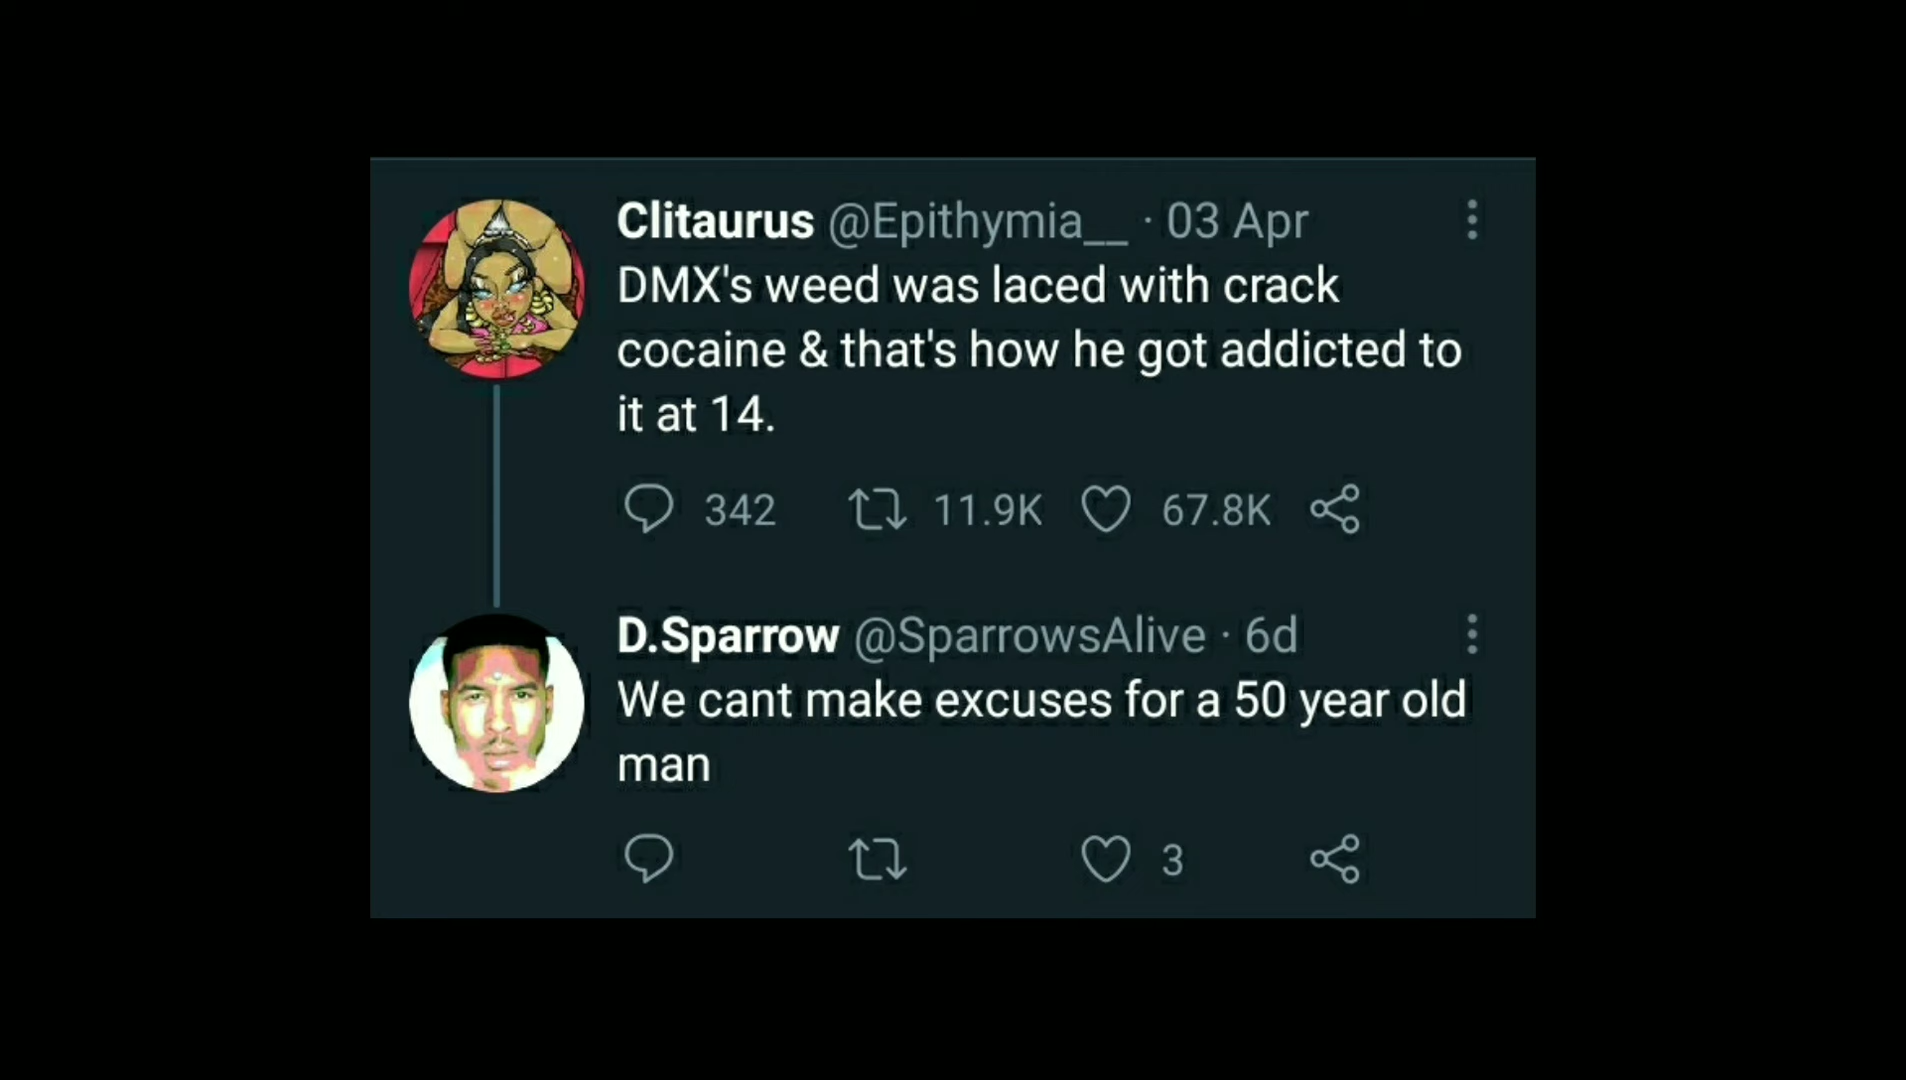 Clitaurus @Epithymia__ · 03 Apr
DMX's weed was laced with crack
cocaine & that's how he got addicted to
it at 14.
342 11.9K 67.8K
D.Sparrow @SparrowsAlive · 6d
We cant make excuses for a 50 year old
man
3